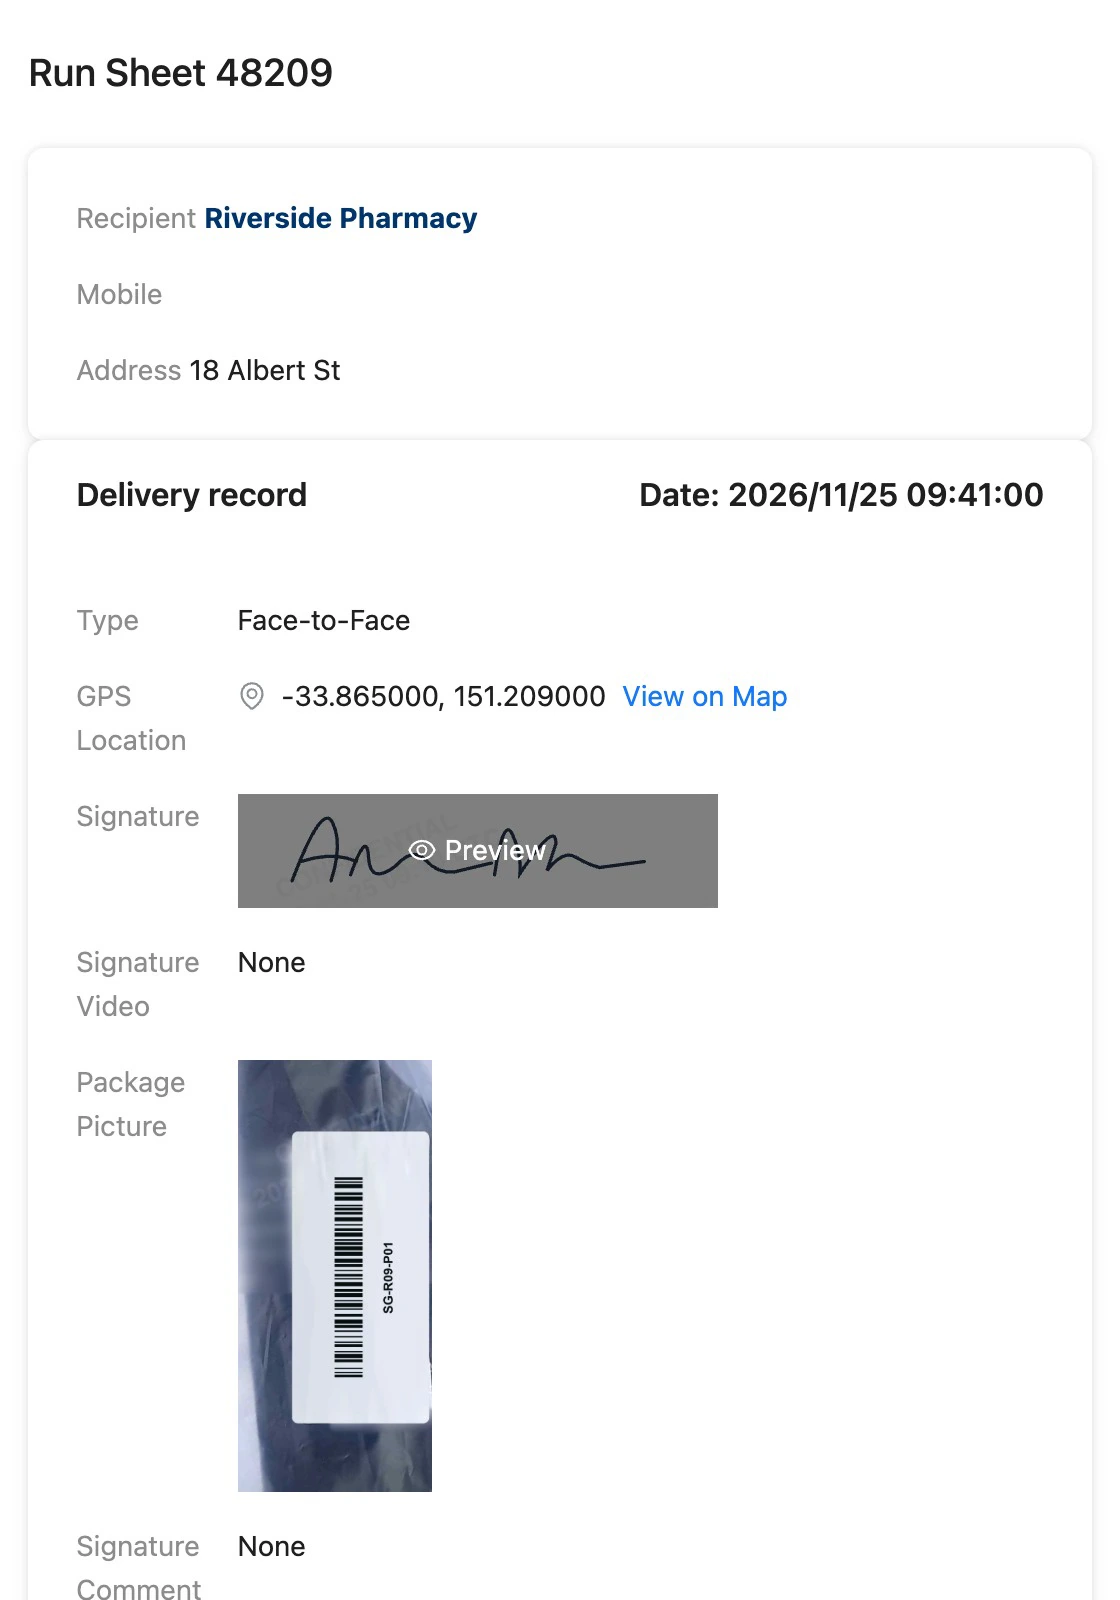 Run Sheet 48209
Recipient Riverside Pharmacy
Mobile
Address 18 Albert St
Delivery record
Date: 2026/11/25 09:41:00
Type Face-to-Face
GPS Location -33.865000, 151.209000 View on Map
Signature
Preview
Signature Video None
Package Picture
SG-R09-P01
Signature Comment None